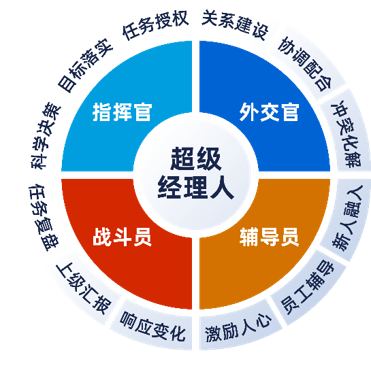 任务授权
关系建设
目标落实
协调配合
科学决策
冲突化解
指挥官
外交官
超级
经理人
任务复盘
新人融入
战斗员
辅导员
上级汇报
员工辅导
响应变化
激励人心